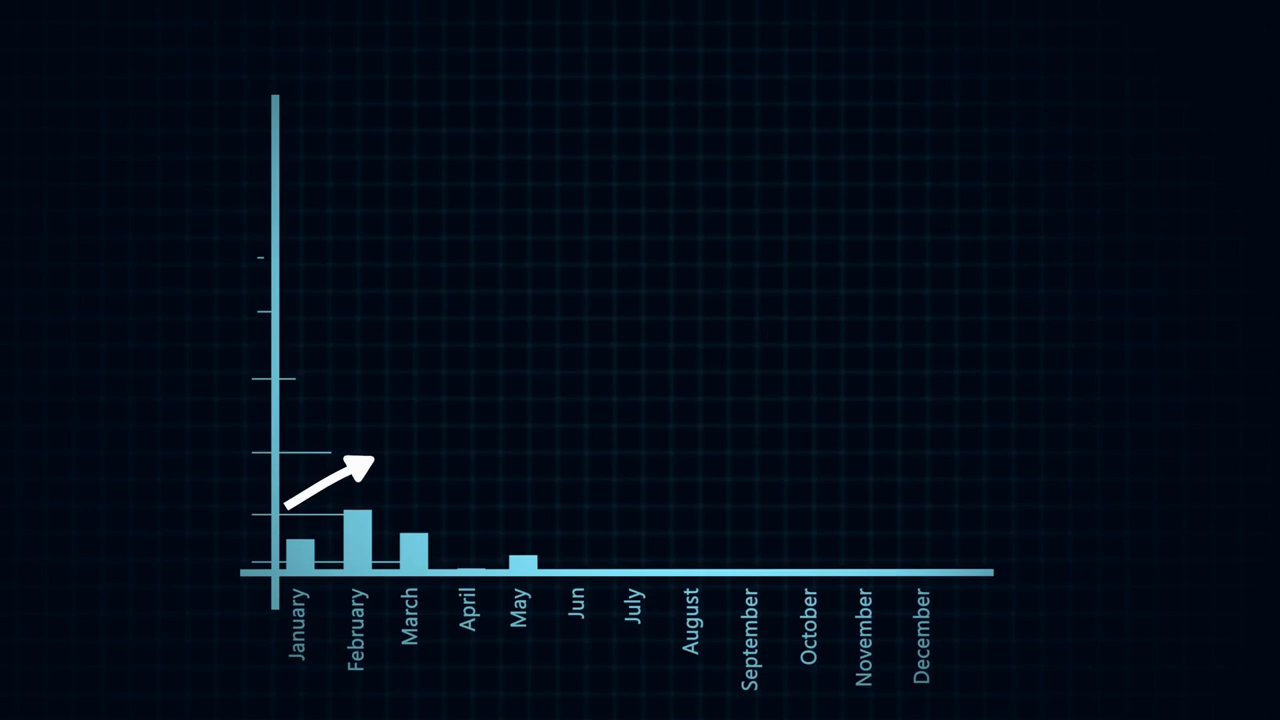 January
February
March
April
May
Jun
July
August
September
October
November
December